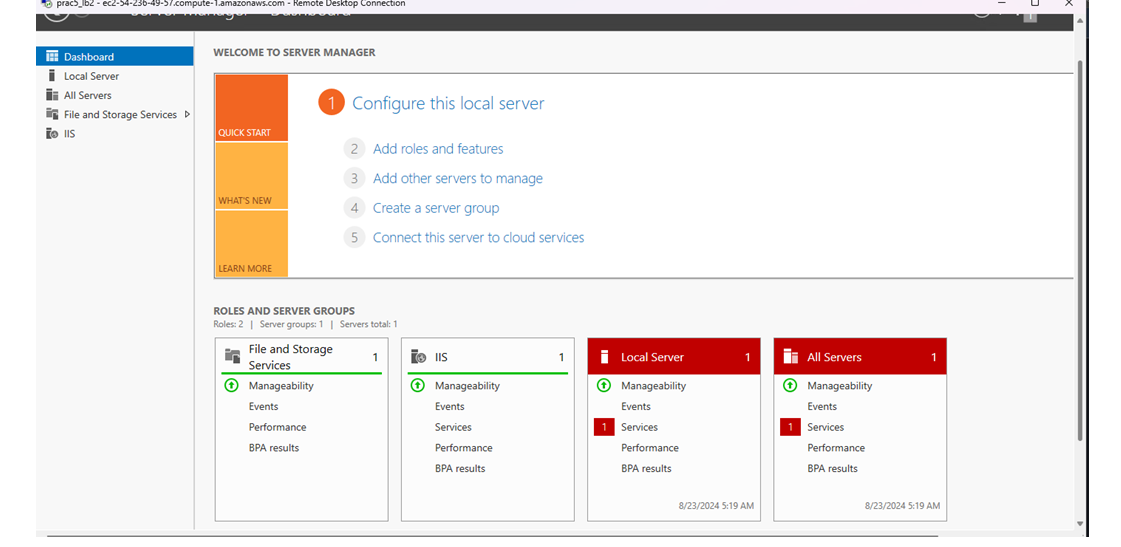 prac5_lb2 - ec2-54-236-49-57.compute-1.amazonaws.com - Remote Desktop Connection
Dashboard
Local Server
All Servers
File and Storage Services
IIS
WELCOME TO SERVER MANAGER
QUICK START
WHAT'S NEW
LEARN MORE
1 Configure this local server
2 Add roles and features
3 Add other servers to manage
4 Create a server group
5 Connect this server to cloud services
ROLES AND SERVER GROUPS
Roles: 2 | Server groups: 1 | Servers total: 1
File and Storage
Services 1
Manageability
Events
Performance
BPA results
IIS 1
Manageability
Events
Services
Performance
BPA results
Local Server 1
Manageability
Events
1 Services
Performance
BPA results
8/23/2024 5:19 AM
All Servers 1
Manageability
Events
1 Services
Performance
BPA results
8/23/2024 5:19 AM